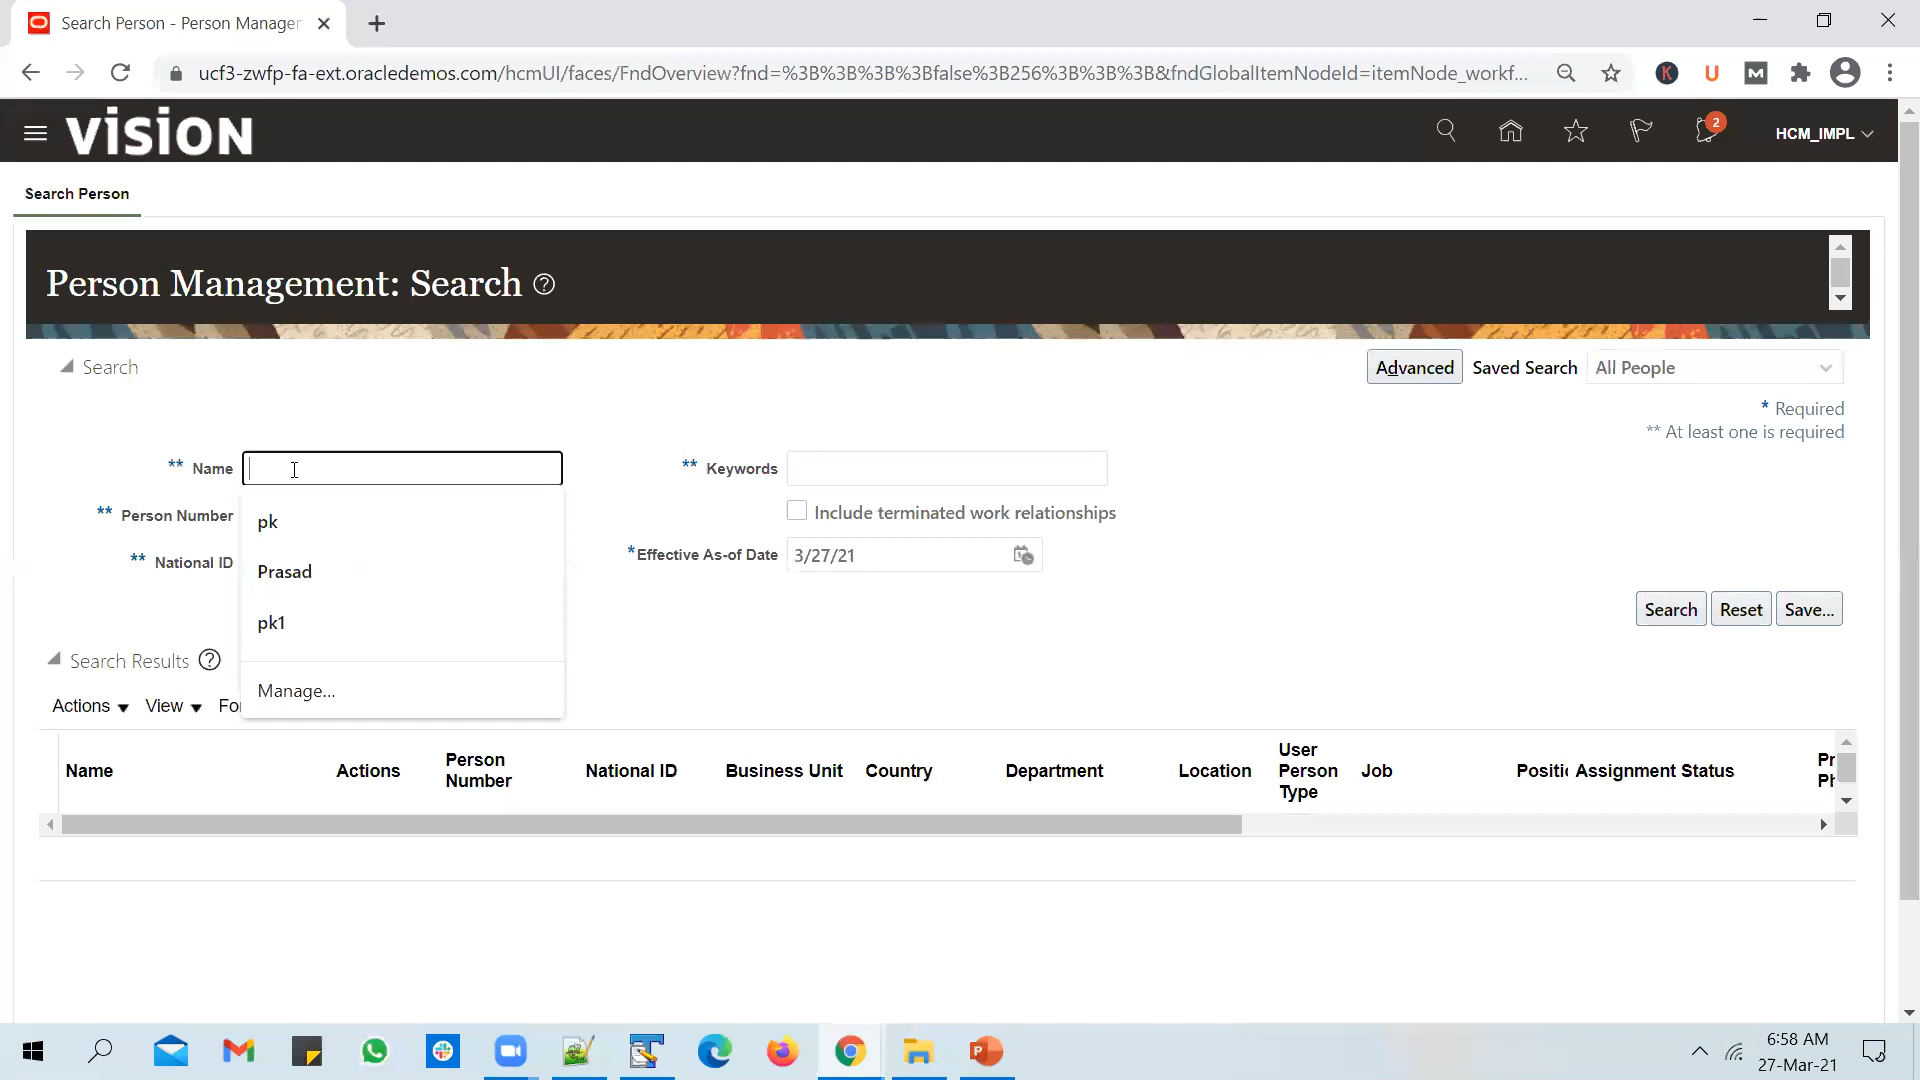 Search Person - Person Manager
ucf3-zwfp-fa-ext.oracledemos.com/hcmUI/faces/FndOverview?fnd=%3B%3B%3B%3Bfalse%3B256%3B%3B%3B&fndGlobalItemNodeId=itemNode_workf...
VISION
2
HCM_IMPL
Search Person
Person Management: Search
Search
Advanced
Saved Search
All People
* Required
** At least one is required
** Name
** Keywords
** Person Number
Include terminated work relationships
** National ID
*Effective As-of Date
3/27/21
pk
Prasad
pk1
Manage...
Search
Reset
Save...
Search Results
Actions
View
For
Name
Actions
Person Number
National ID
Business Unit
Country
Department
Location
User Person Type
Job
Positic
Assignment Status
Pr
Ph
6:58 AM
27-Mar-21